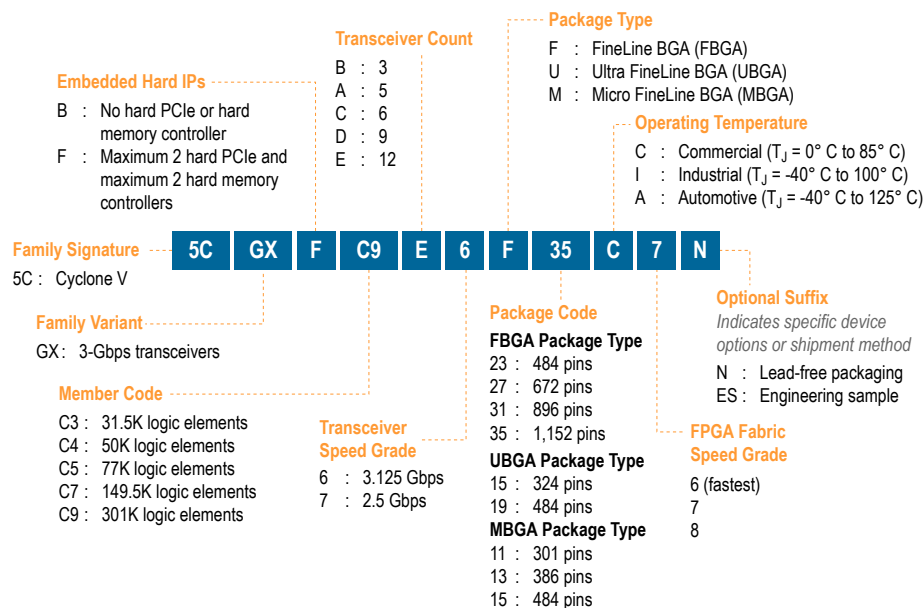 Package Type
F : FineLine BGA (FBGA)
U : Ultra FineLine BGA (UBGA)
M : Micro FineLine BGA (MBGA)
Transceiver Count
B : 3
A : 5
C : 6
D : 9
E : 12
Embedded Hard IPs
B : No hard PCIe or hard
memory controller
F : Maximum 2 hard PCIe and
maximum 2 hard memory
controllers
Operating Temperature
C : Commercial (TJ = 0° C to 85° C)
I : Industrial (TJ = -40° C to 100° C)
A : Automotive (TJ = -40° C to 125° C)
Family Signature
5C : Cyclone V
5C GX F C9 E 6 F 35 C 7 N
Family Variant
GX : 3-Gbps transceivers
Member Code
C3 : 31.5K logic elements
C4 : 50K logic elements
C5 : 77K logic elements
C7 : 149.5K logic elements
C9 : 301K logic elements
Transceiver
Speed Grade
6 : 3.125 Gbps
7 : 2.5 Gbps
Package Code
FBGA Package Type
23 : 484 pins
27 : 672 pins
31 : 896 pins
35 : 1,152 pins
UBGA Package Type
15 : 324 pins
19 : 484 pins
MBGA Package Type
11 : 301 pins
13 : 386 pins
15 : 484 pins
Optional Suffix
Indicates specific device
options or shipment method
N : Lead-free packaging
ES : Engineering sample
FPGA Fabric
Speed Grade
6 (fastest)
7
8